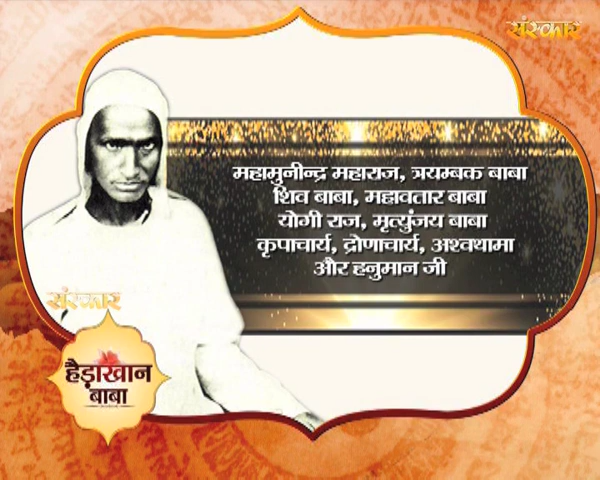 संस्कार
महामुनीन्द्र महाराज, त्रयम्बक बाबा
शिव बाबा, महावतार बाबा
योगी राज, मृत्युंजय बाबा
कृपाचार्य, द्रोणाचार्य, अश्वथामा
और हनुमान जी
संस्कार
हैड़ाखान
बाबा